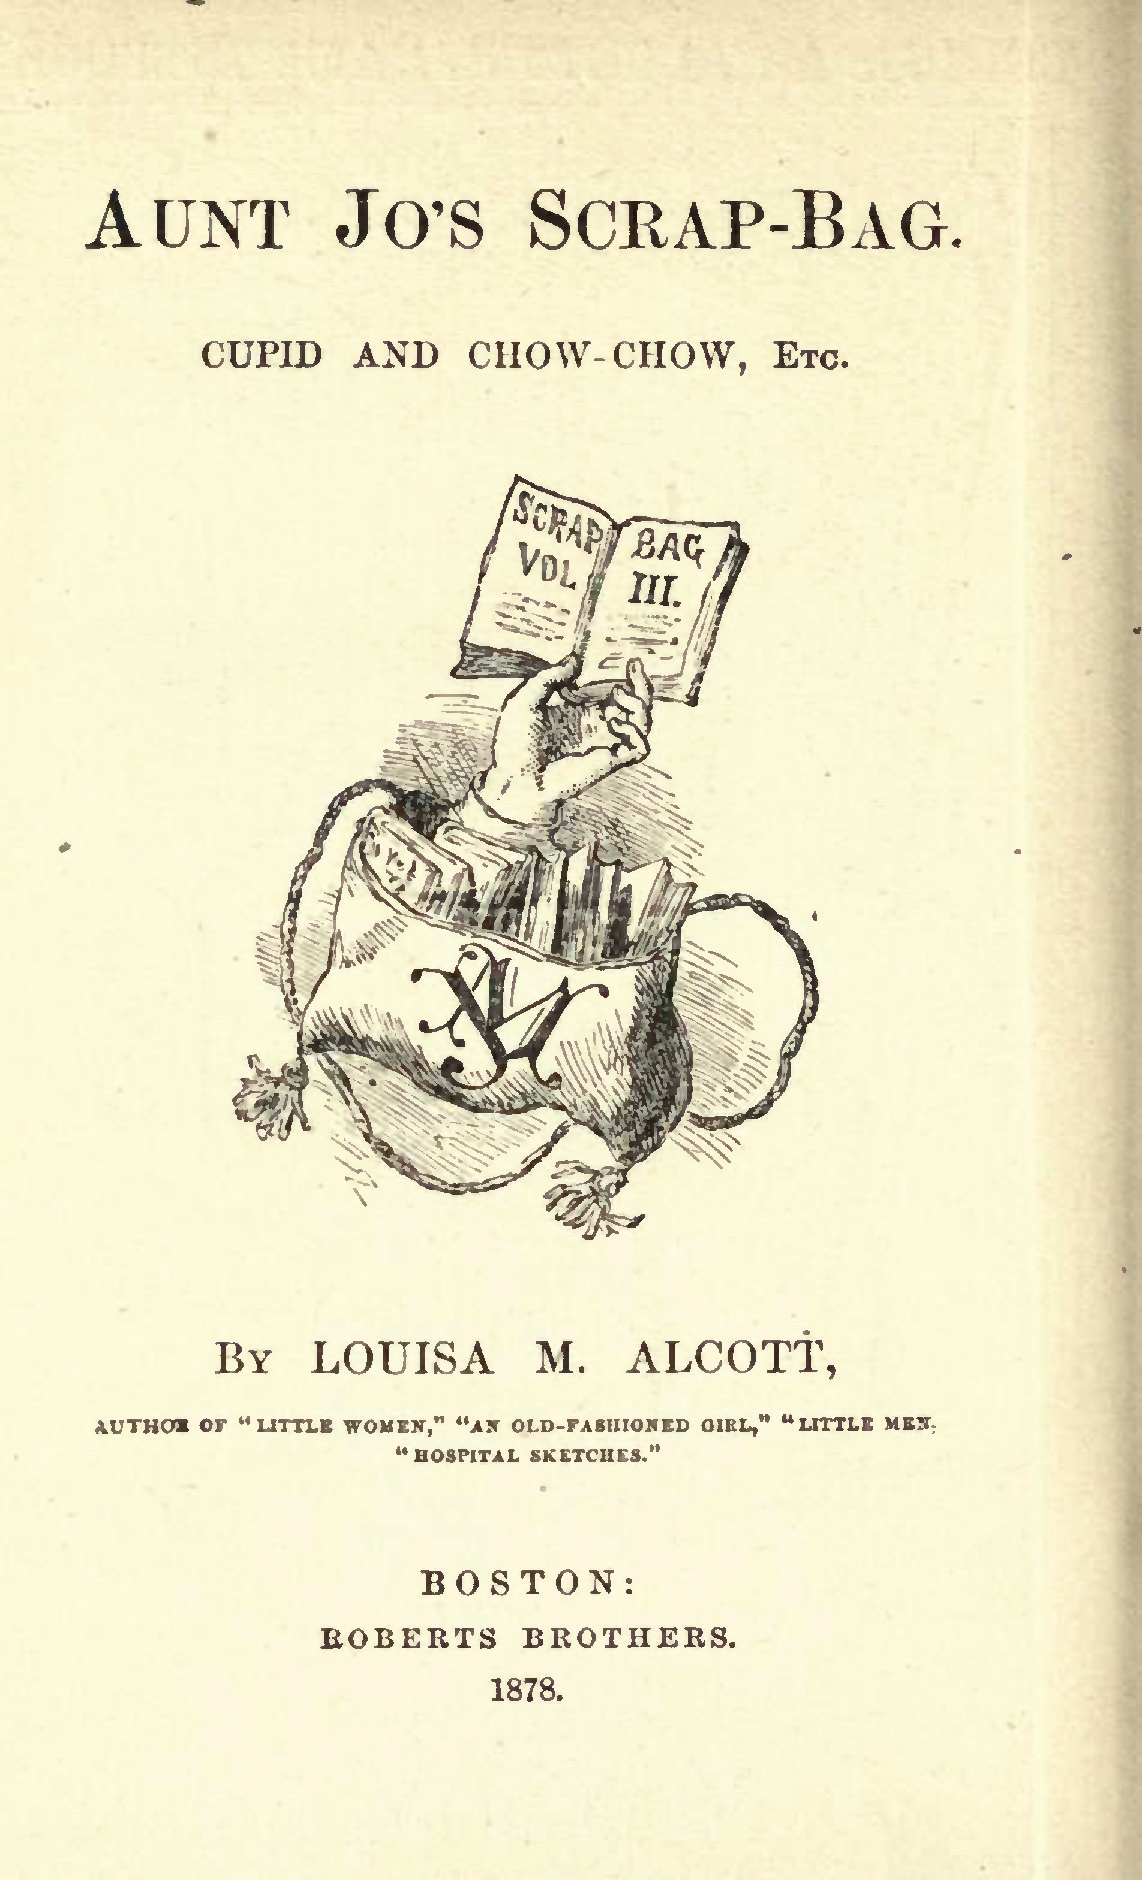 AUNT JO'S SCRAP-BAG.
CUPID AND CHOW-CHOW, ETC.
SCRAP BAG
VOL III.
M
BY LOUISA M. ALCOTT,
AUTHOR OF "LITTLE WOMEN," "AN OLD-FASHIONED GIRL," "LITTLE MEN,
"HOSPITAL SKETCHES."
BOSTON:
ROBERTS BROTHERS.
1878.